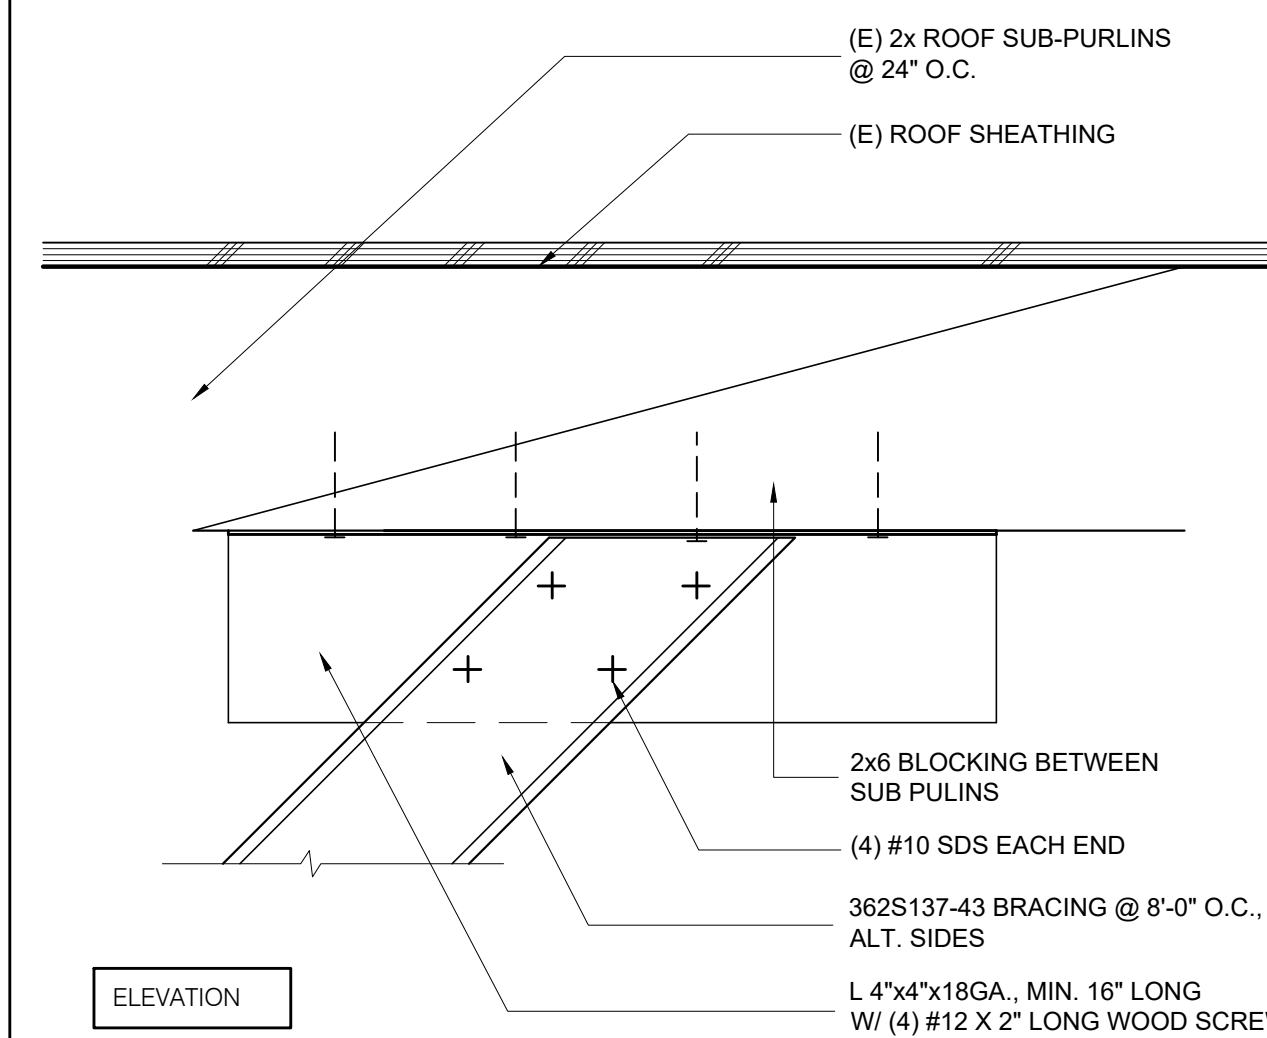 (E) 2x ROOF SUB-PURLINS
@ 24" O.C.
(E) ROOF SHEATHING
2x6 BLOCKING BETWEEN
SUB PULINS
(4) #10 SDS EACH END
362S137-43 BRACING @ 8'-0" O.C.,
ALT. SIDES
L 4"x4"x18GA., MIN. 16" LONG
W/ (4) #12 X 2" LONG WOOD
ELEVATION